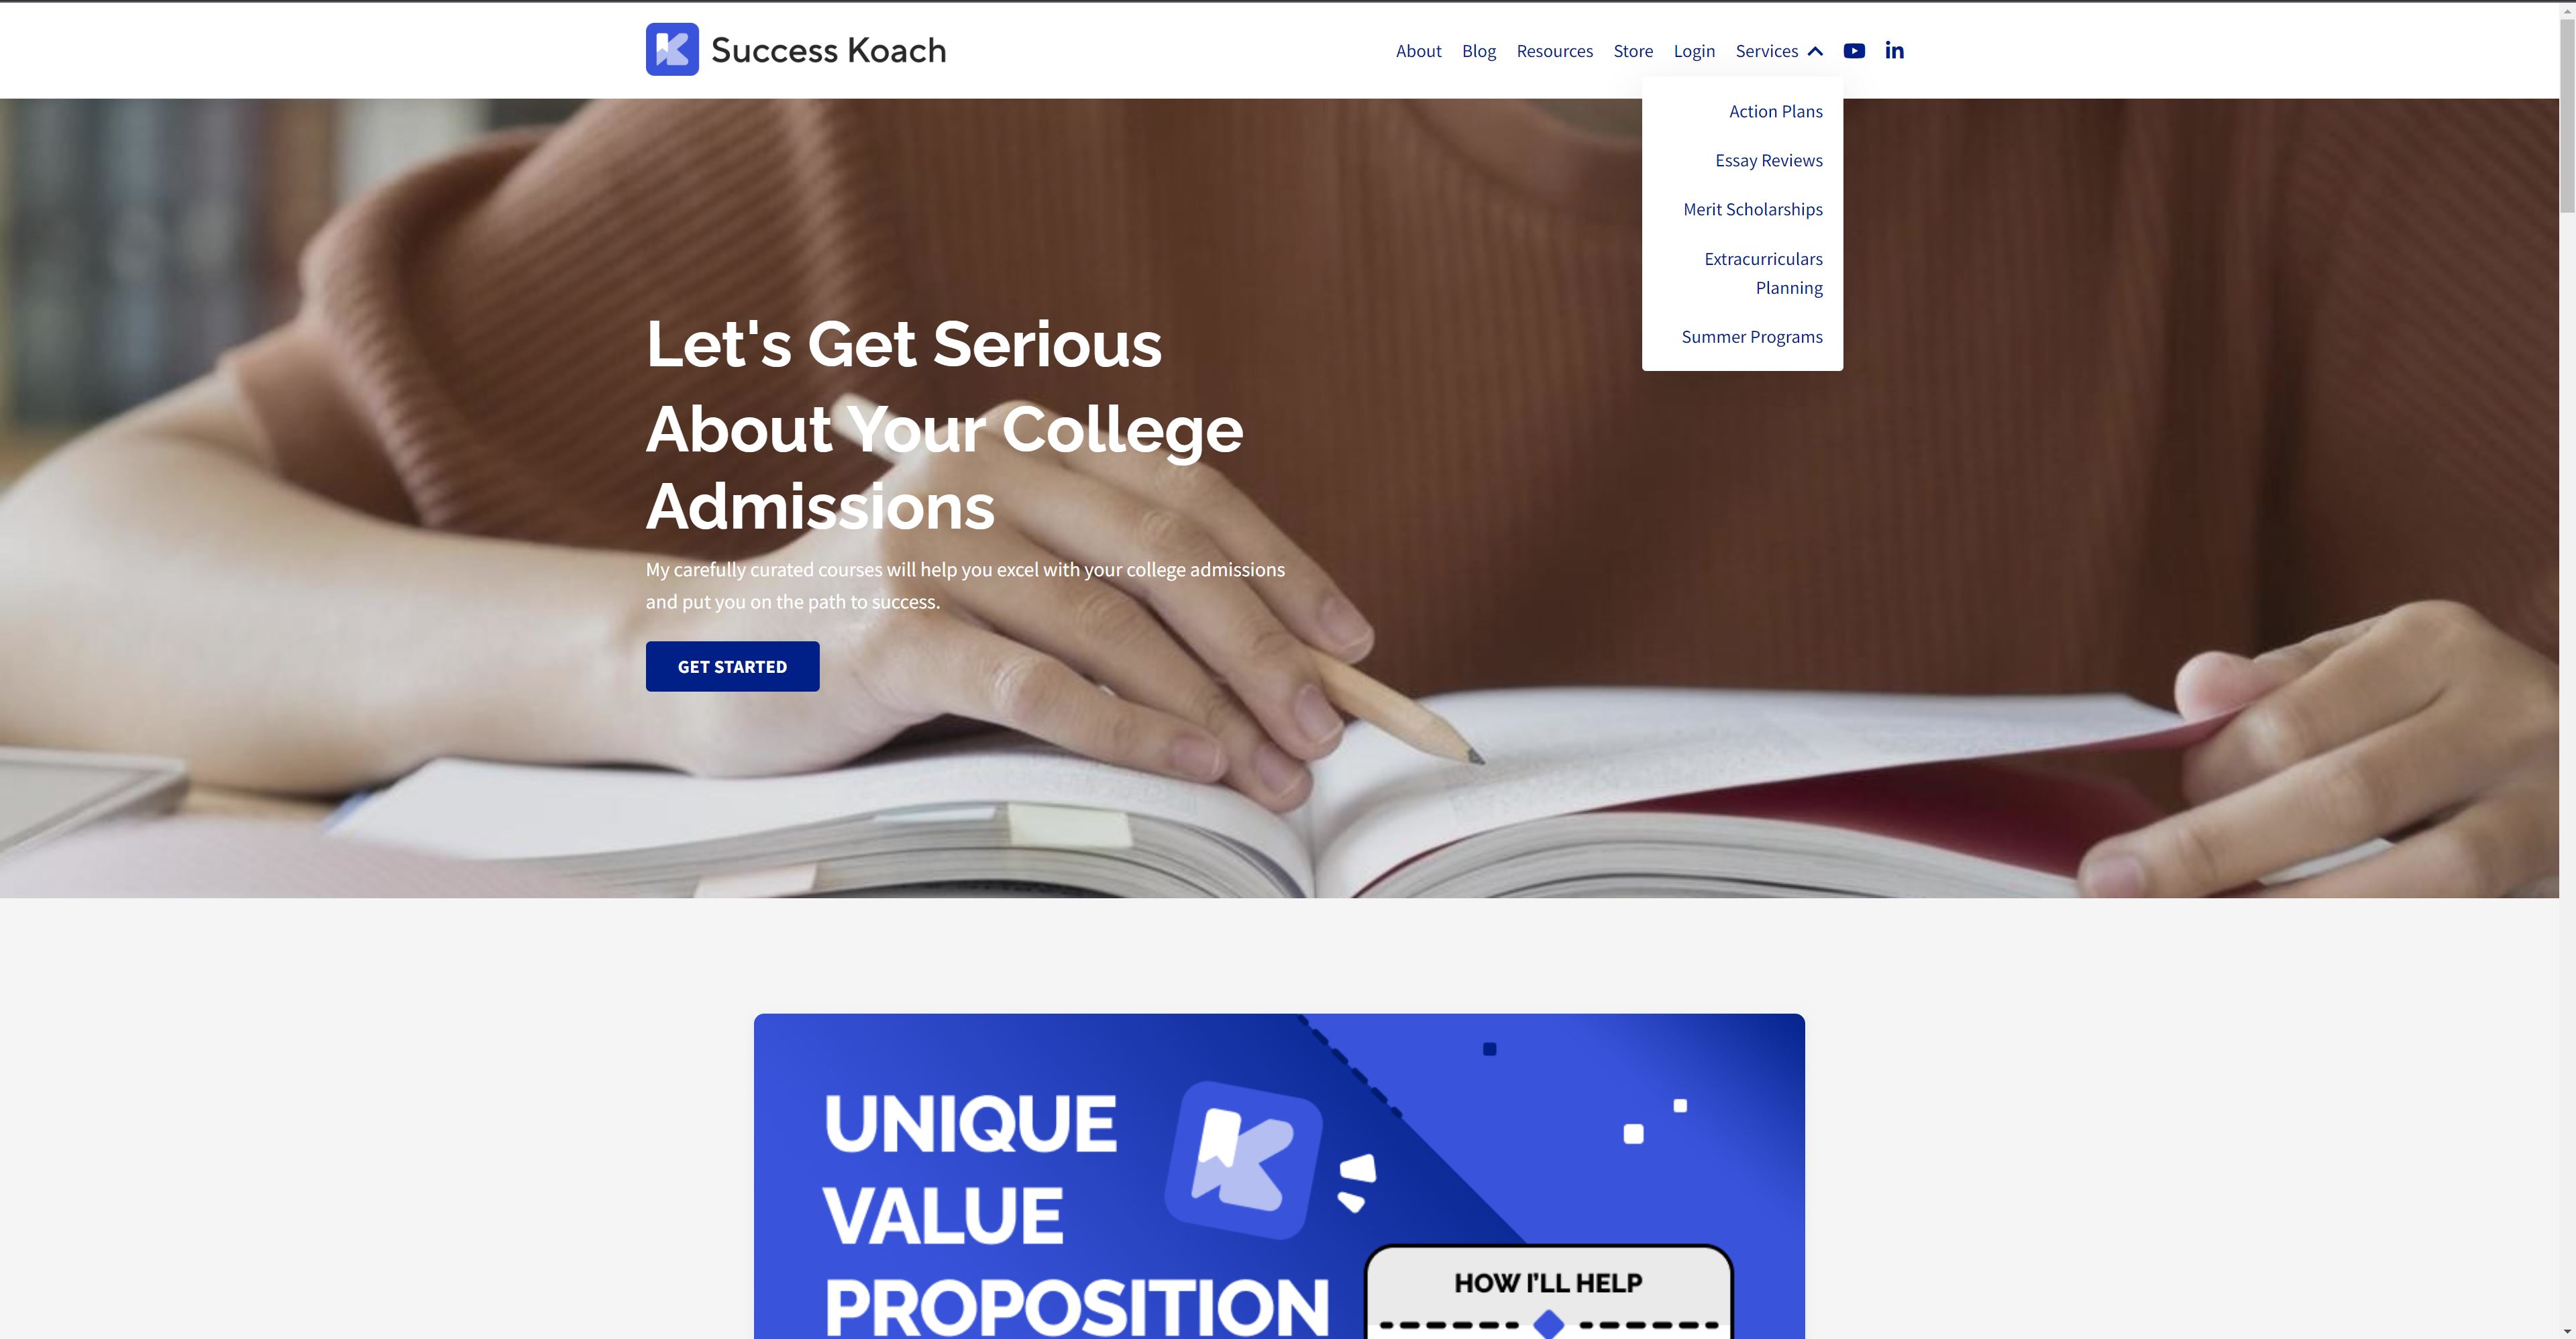 Success Koach
About Blog Resources Store Login Services
Action Plans
Essay Reviews
Merit Scholarships
Extracurriculars
Planning
Summer Programs
Let's Get Serious
About Your College
Admissions
My carefully curated courses will help you excel with your college admissions
and put you on the path to success.
GET STARTED
UNIQUE
VALUE
PROPOSITION
HOW I'LL HELP